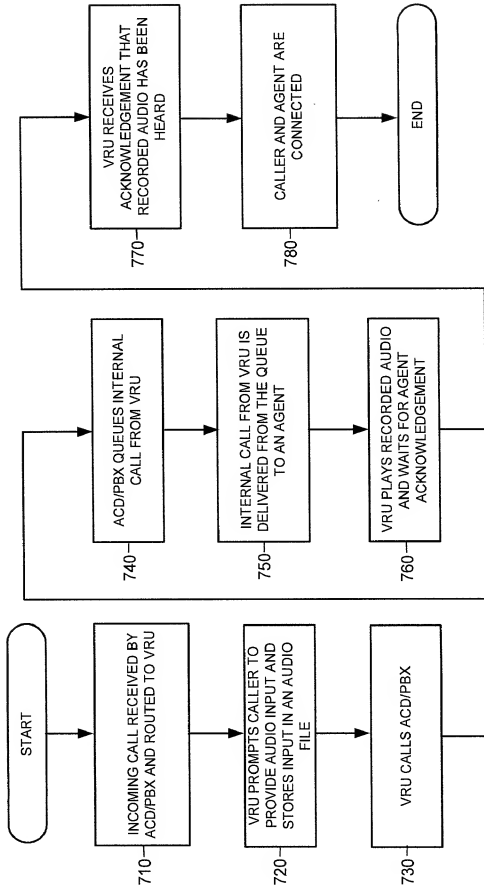 START
INCOMING CALL RECEIVED BY
ACD/PBX AND ROUTED TO VRU
710
VRU PROMPTS CALLER TO
PROVIDE AUDIO INPUT AND
STORES INPUT IN AN AUDIO
FILE
720
VRU CALLS ACD/PBX
730
ACD/PBX QUEUES INTERNAL
CALL FROM VRU
740
INTERNAL CALL FROM VRU IS
DELIVERED FROM THE QUEUE
TO AN AGENT
750
VRU PLAYS RECORDED AUDIO
AND WAITS FOR AGENT
ACKNOWLEDGEMENT
760
VRU RECEIVES
ACKNOWLEDGEMENT THAT
RECORDED AUDIO HAS BEEN
HEARD
770
CALLER AND AGENT ARE
CONNECTED
780
END